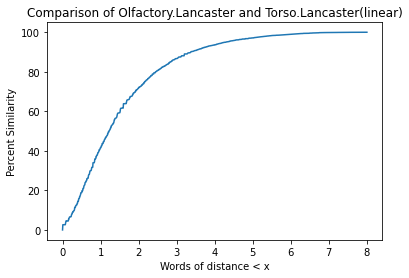 Comparison of Olfactory.Lancaster and Torso.Lancaster(linear)
100
80
60
40
20
0
Percent Similarity
0 1 2 3 4 5 6 7 8
Words of distance < x